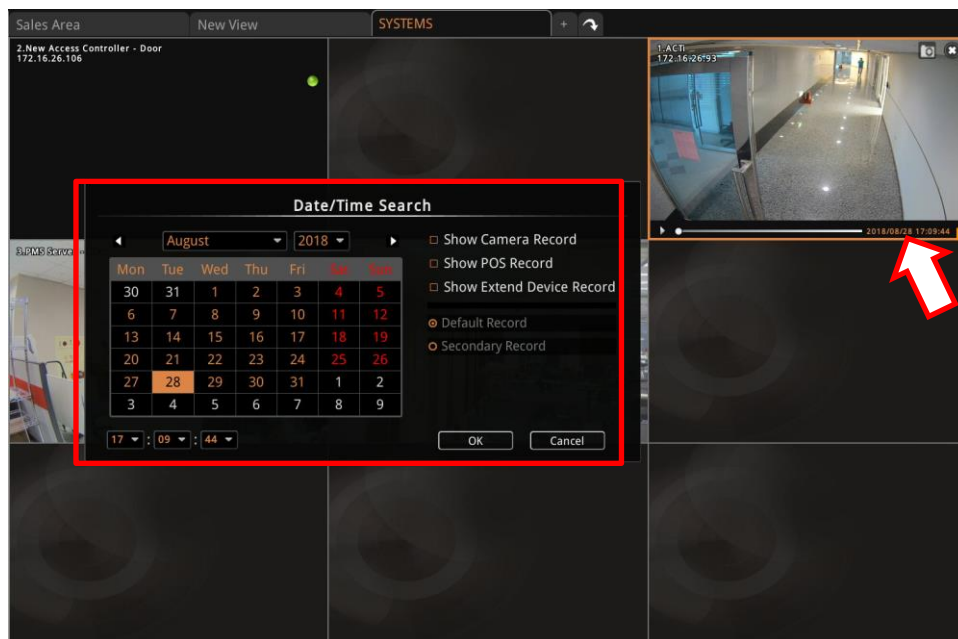 Sales Area
New View
SYSTEMS
+
2.New Access Controller - Door
172.16.26.106
1.ACTi
172.16.26.93
2018/08/28 17:09:44
3.PMS Server
Date/Time Search
August 2018
Mon Tue Wed Thu Fri Sat Sun
30 31 1 2 3 4 5
6 7 8 9 10 11 12
13 14 15 16 17 18 19
20 21 22 23 24 25 26
27 28 29 30 31 1 2
3 4 5 6 7 8 9
17 : 09 : 44
Show Camera Record
Show POS Record
Show Extend Device Record
Default Record
Secondary Record
OK Cancel